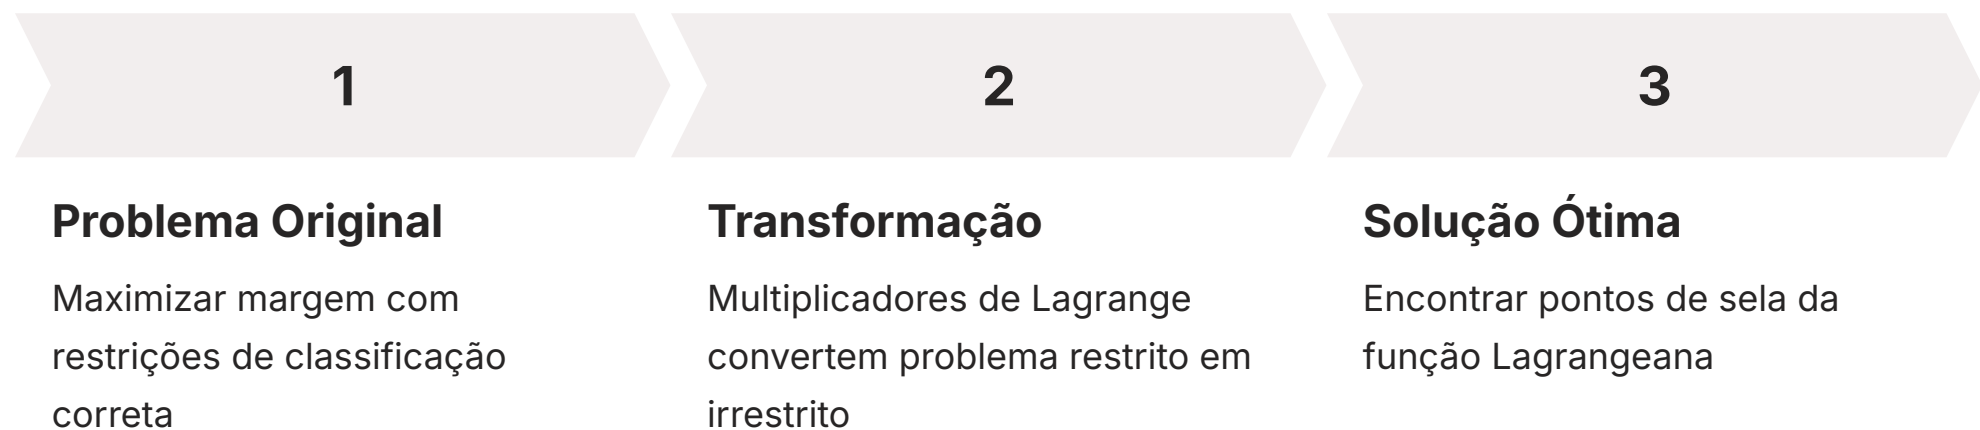 1
2
3
Problema Original
Maximizar margem com
restrições de classificação
correta
Transformação
Multiplicadores de Lagrange
convertem problema restrito em
irrestrito
Solução Ótima
Encontrar pontos de sela da
função Lagrangeana